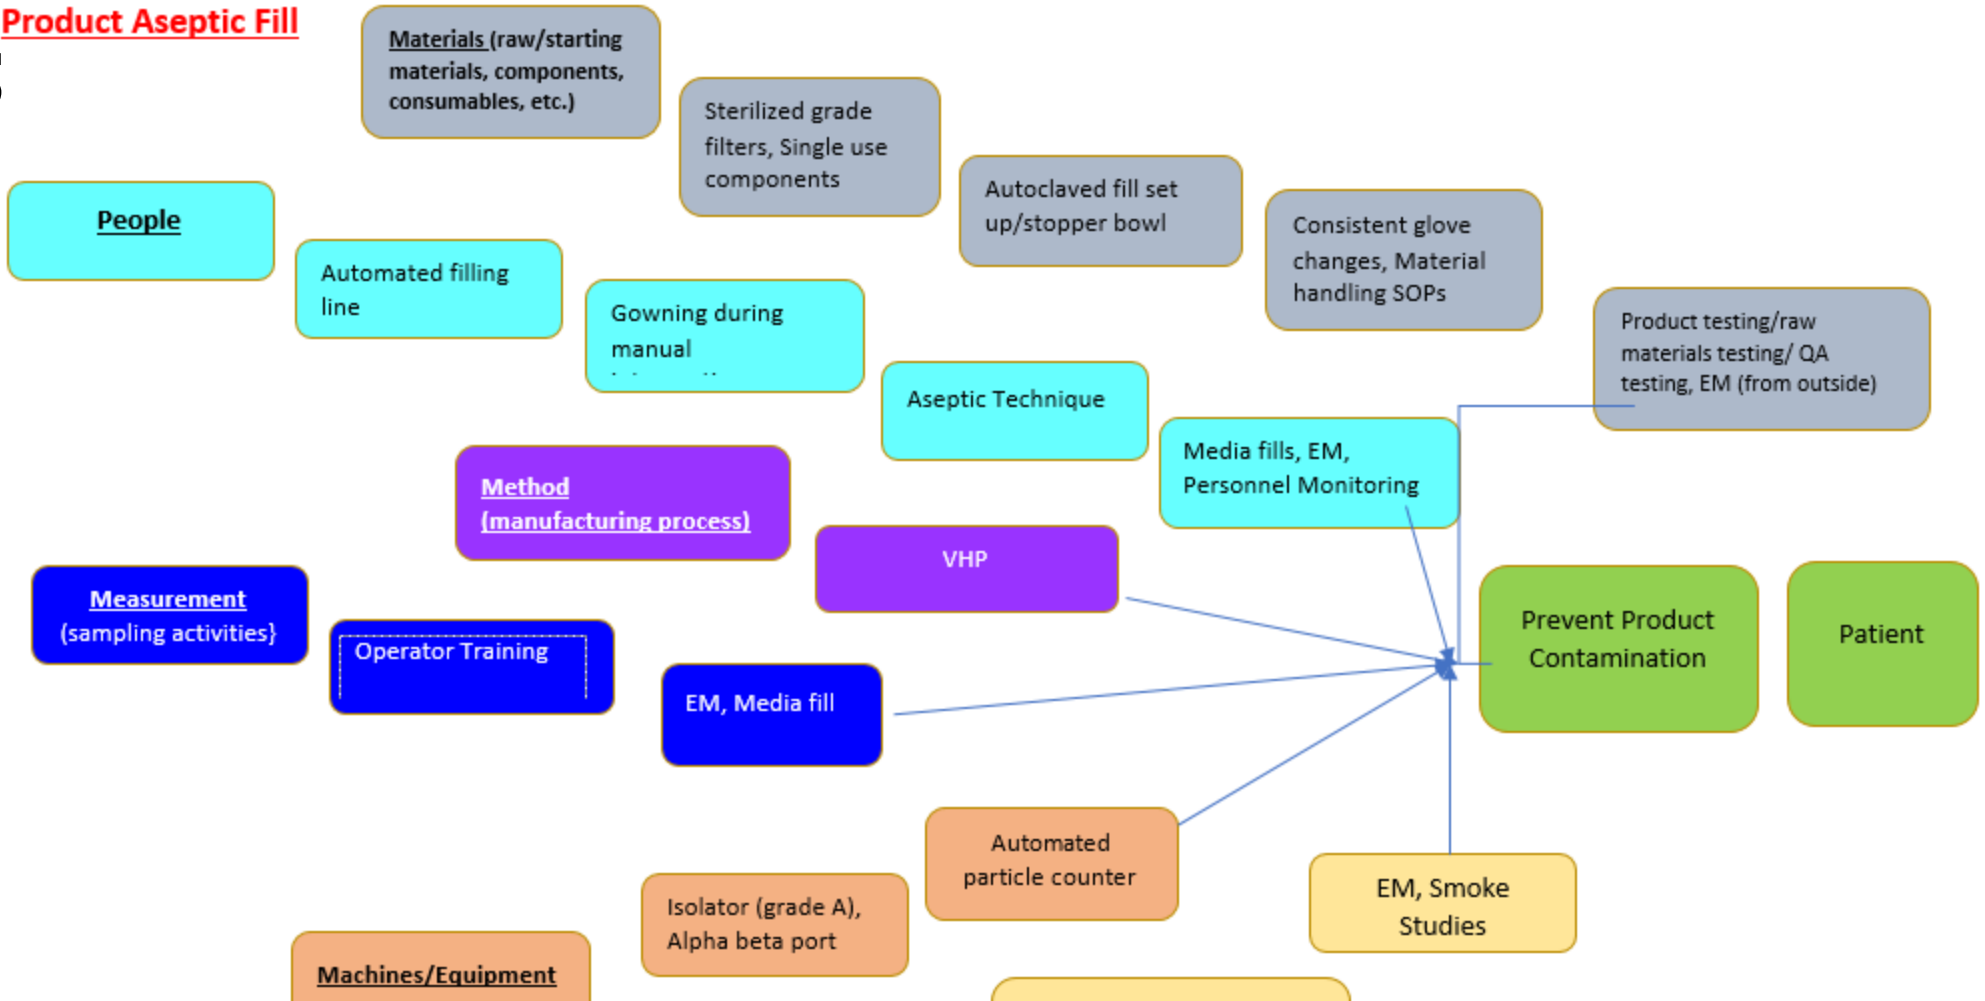 Product Aseptic Fill
Materials (raw/starting
materials, components,
consumables, etc.)
Sterilized grade
filters, Single use
components
Autoclaved fill set
up/stopper bowl
Consistent glove
changes, Material
handling SOPs
Product testing/raw
materials testing/ QA
testing, EM (from outside)
People
Automated filling
line
Gowning during
manual
Aseptic Technique
Media fills, EM,
Personnel Monitoring
Method
(manufacturing process)
VHP
Measurement
(sampling activities}
Operator Training
EM, Media fill
Prevent Product
Contamination
Patient
Automated
particle counter
Isolator (grade A),
Alpha beta port
Machines/Equipment
EM, Smoke
Studies